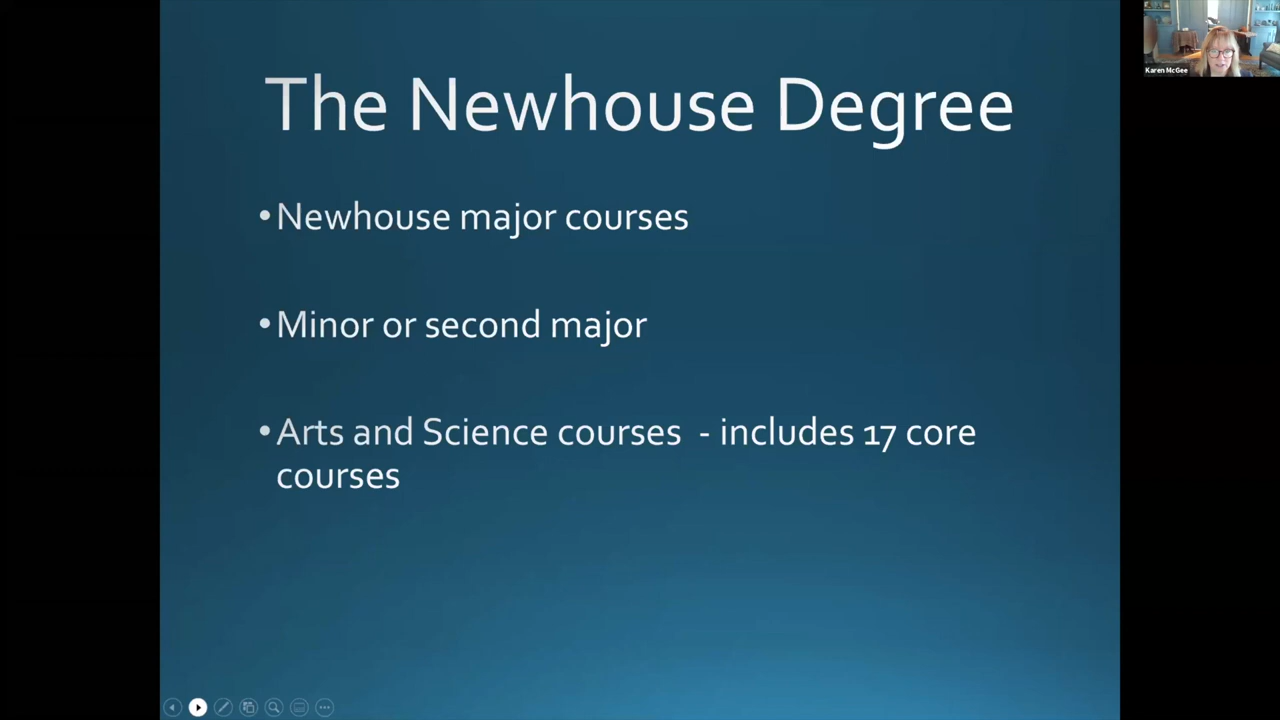 The Newhouse Degree
Karen McGee
•Newhouse major courses
•Minor or second major
•Arts and Science courses - includes 17 core
courses